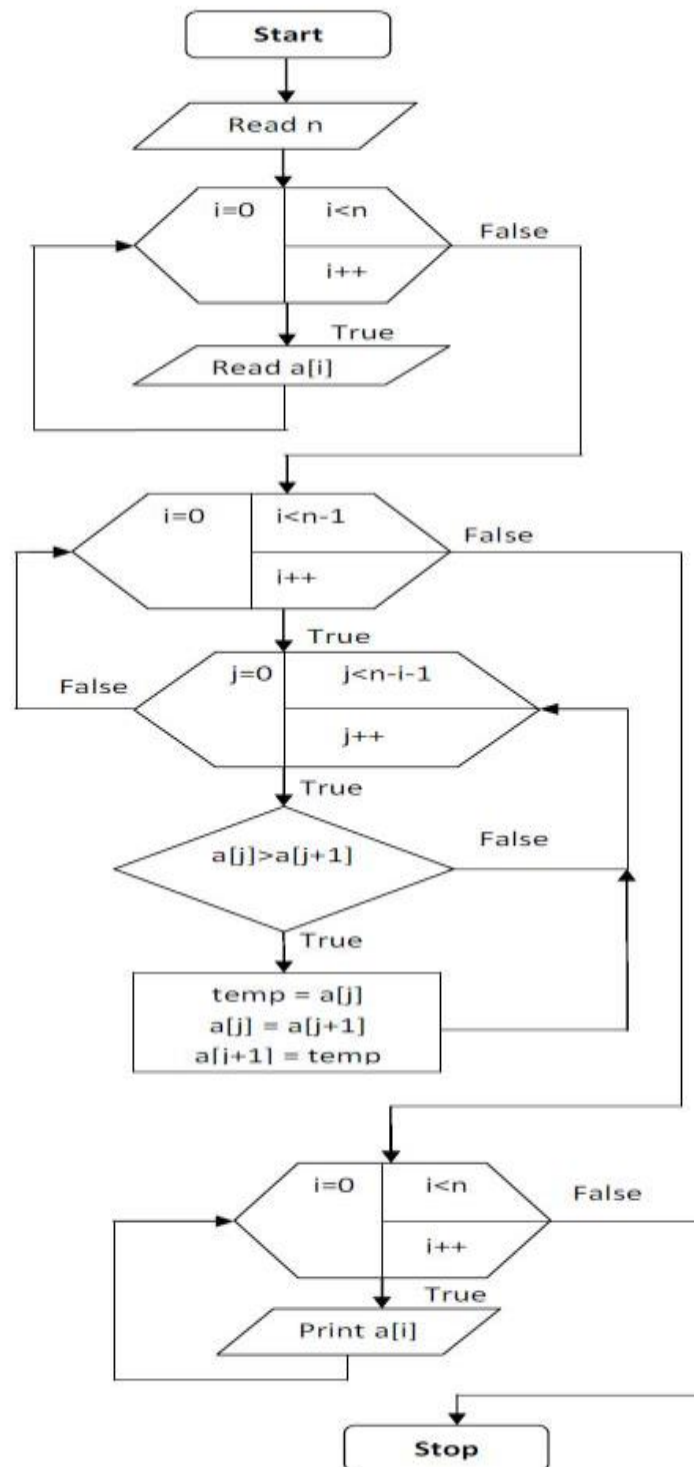 Start
Read n
i=0
i<n
False
i++
True
Read a[i]
i=0
i<n-1
False
i++
True
j=0
j<n-i-1
False
j++
True
a[j]>a[j+1]
False
True
temp = a[j]
a[j] = a[j+1]
a[j+1] = temp
i=0
i<n
False
i++
True
Print a[i]
Stop